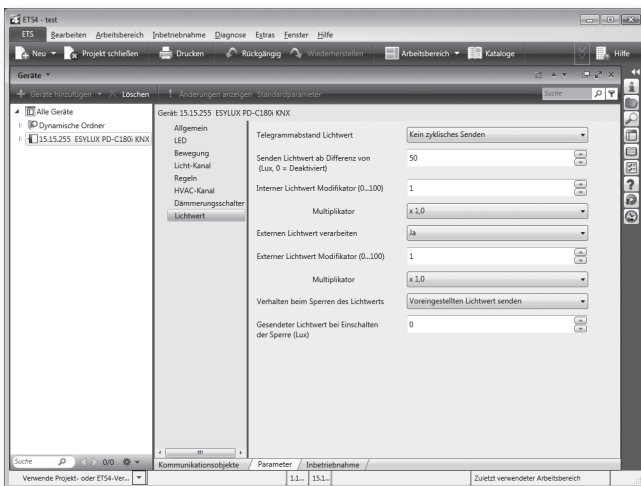 ETS4 - test
ETS Bearbeiten Arbeitsbereich Inbetriebnahme Diagnose Extras Fenster Hilfe
Neu Projekt schließen Drucken Rückgängig Wiederherstellen Arbeitsbereich Kataloge Hilfe
Geräte
Geräte hinzufügen Löschen Änderungen anzeigen Standardparameter Suche
Alle Geräte
Dynamische Ordner
15.15.255 ESYLUX PD-C180i KNX
Gerät: 15.15.255 ESYLUX PD-C180i KNX
Allgemein
LED
Bewegung
Licht-Kanal
Regeln
HVAC-Kanal
Dämmerungsschalter
Lichtwert
Telegrammabstand Lichtwert Kein zyklisches Senden
Senden Lichtwert ab Differenz von
(Lux, 0 = Deaktiviert) 50
Interner Lichtwert Modifikator (0...100) 1
Multiplikator x 1,0
Externen Lichtwert verarbeiten Ja
Externer Lichtwert Modifikator (0...100) 1
Multiplikator x 1,0
Verhalten beim Sperren des Lichtwerts Voreingestellten Lichtwert senden
Gesendeter Lichtwert bei Einschalten
der Sperre (Lux) 0
Suche 0/0
Kommunikationsobjekte Parameter Inbetriebnahme
Verwende Projekt- oder ETS4-Ver... 1.1... 15.1... Zuletzt verwendeter Arbeitsbereich